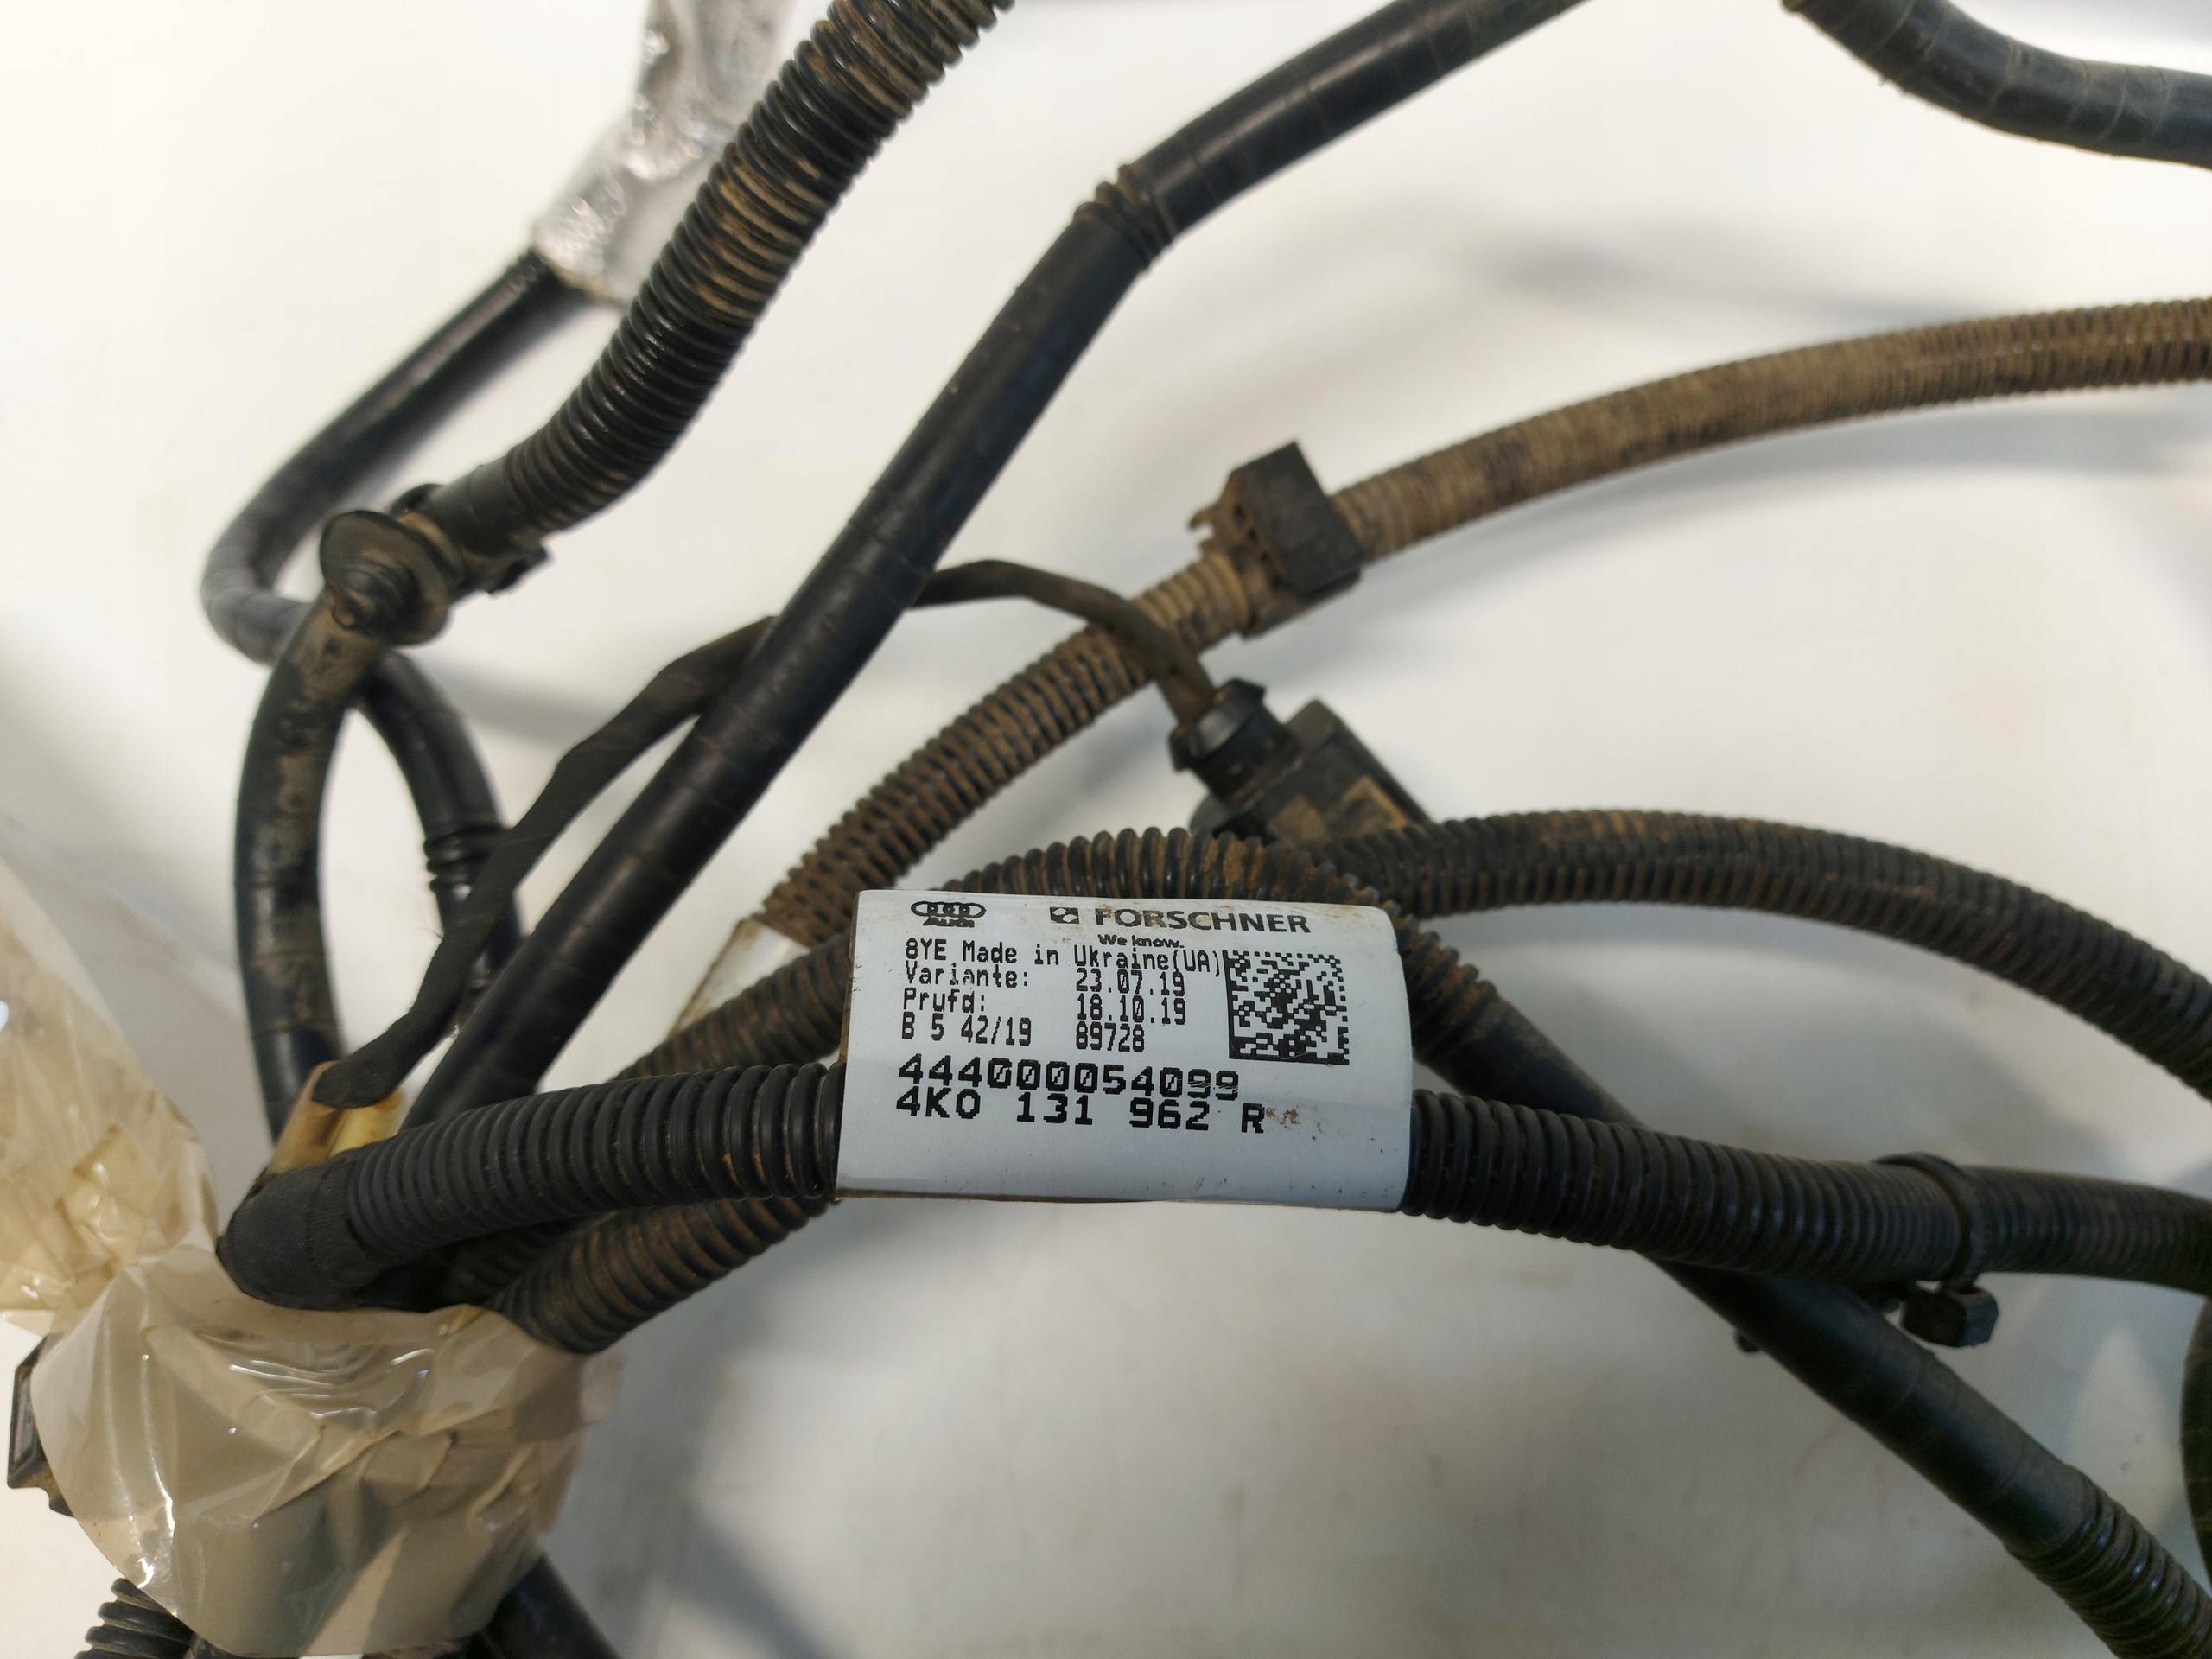 Audi FORSCHNER
We know.
8YE Made in Ukraine(UA)
Variante: 23.07.19
Prufd: 18.10.19
B 5 42/19 89728
444000054099
4K0 131 962 R